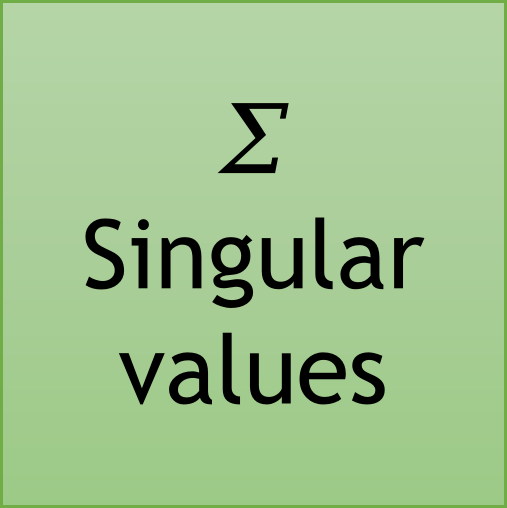 Σ
Singular
values